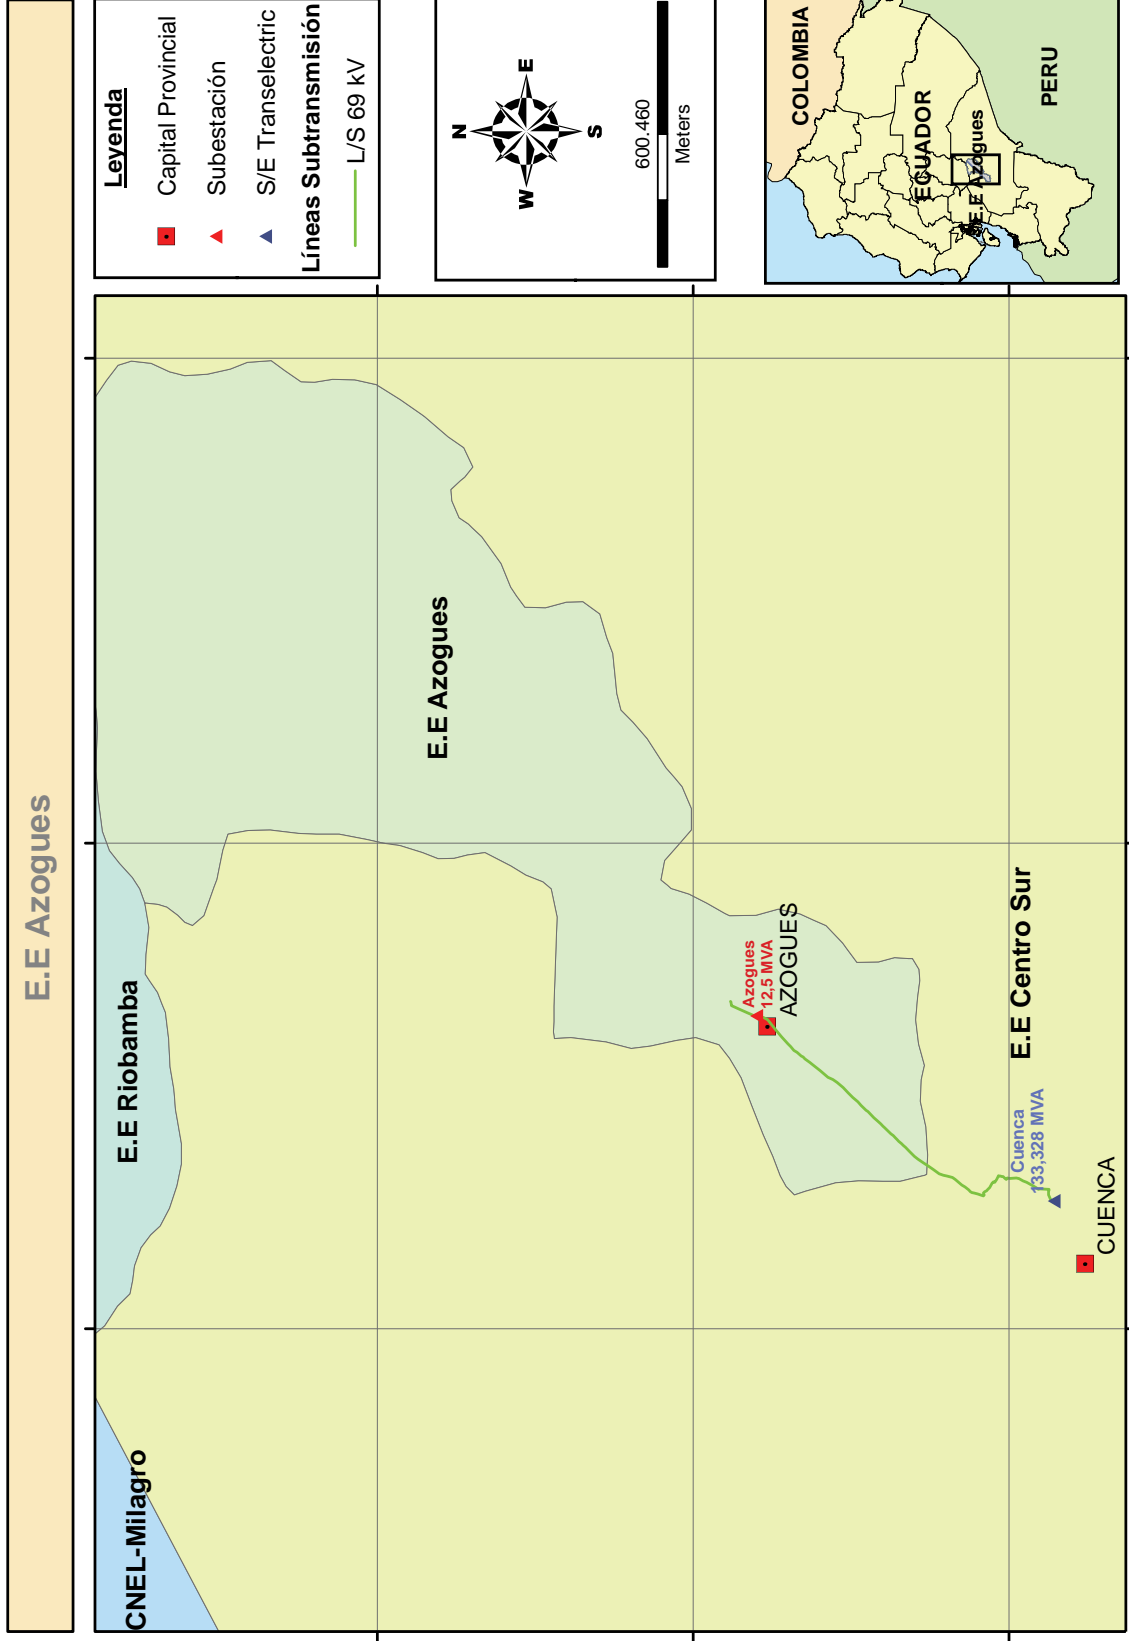 E.E Azogues
CNEL-Milagro
E.E Riobamba
E.E Azogues
Azogues
12,5 MVA
AZOGUES
E.E Centro Sur
Cuenca
133,328 MVA
CUENCA
Leyenda
Capital Provincial
Subestación
S/E Transelectric
Líneas Subtransmisión
L/S 69 kV
N
W
E
S
600.460
Meters
COLOMBIA
ECUADOR
E.E Azogues
PERU